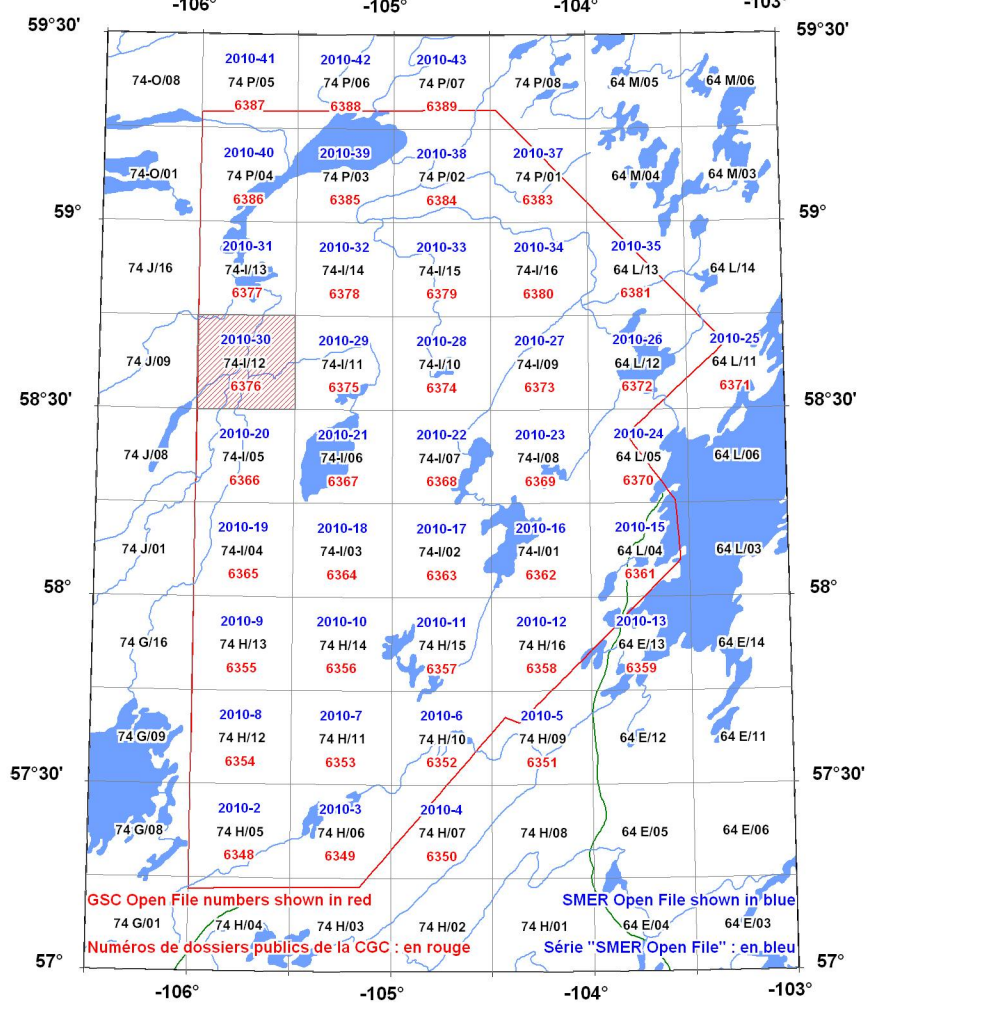 -106° -105° -104° -103°
59°30' 59°30'
2010-41 2010-42 2010-43
74-O/08 74 P/05 74 P/06 74 P/07 74 P/08 64 M/05 64 M/06
6387 6388 6389
2010-40 2010-39 2010-38 2010-37
74-O/01 74 P/04 74 P/03 74 P/02 74 P/01 64 M/04 64 M/03
6386 6385 6384 6383
59° 59°
2010-31 2010-32 2010-33 2010-34 2010-35
74 J/16 74-I/13 74-I/14 74-I/15 74-I/16 64 L/13 64 L/14
6377 6378 6379 6380 6381
2010-30 2010-29 2010-28 2010-27 2010-26 2010-25
74 J/09 74-I/12 74-I/11 74-I/10 74-I/09 64 L/12 64 L/11
6376 6375 6374 6373 6372 6371
58°30' 58°30'
2010-20 2010-21 2010-22 2010-23 2010-24
74 J/08 74-I/05 74-I/06 74-I/07 74-I/08 64 L/05 64 L/06
6366 6367 6368 6369 6370
2010-19 2010-18 2010-17 2010-16 2010-15
74 J/01 74-I/04 74-I/03 74-I/02 74-I/01 64 L/04 64 L/03
6365 6364 6363 6362 6361
58° 58°
2010-9 2010-10 2010-11 2010-12 2010-13
74 G/16 74 H/13 74 H/14 74 H/15 74 H/16 64 E/13 64 E/14
6355 6356 6357 6358 6359
2010-8 2010-7 2010-6 2010-5
74 G/09 74 H/12 74 H/11 74 H/10 74 H/09 64 E/12 64 E/11
6354 6353 6352 6351
57°30' 57°30'
2010-2 2010-3 2010-4
74 G/08 74 H/05 74 H/06 74 H/07 74 H/08 64 E/05 64 E/06
6348 6349 6350
GSC Open File numbers shown in red SMER Open File shown in blue
74 G/01 74 H/04 74 H/03 74 H/02 74 H/01 64 E/04 64 E/03
Numéros de dossiers publics de la CGC : en rouge Série "SMER Open File" : en bleu
57° 57°
-106° -105° -104° -103°